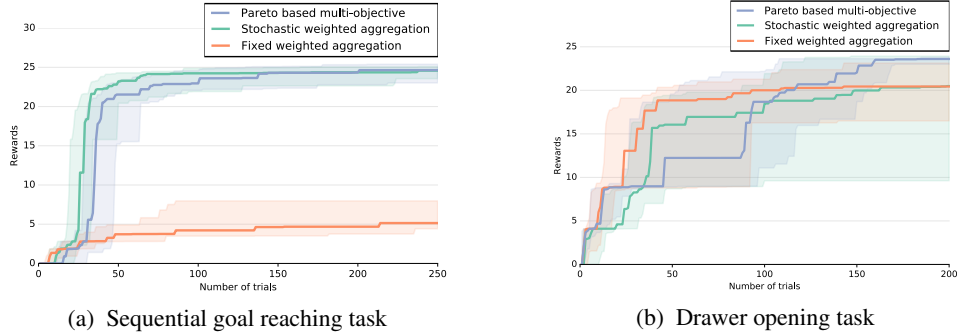 Pareto based multi-objective
Stochastic weighted aggregation
Fixed weighted aggregation
30
25
20
15
10
5
0
Rewards
0 50 100 150 200 250
Number of trials
(a) Sequential goal reaching task
Pareto based multi-objective
Stochastic weighted aggregation
Fixed weighted aggregation
25
20
15
10
5
0
Rewards
0 50 100 150 200
Number of trials
(b) Drawer opening task